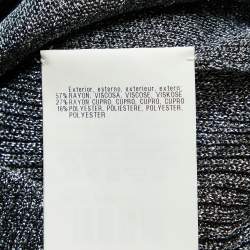 Exterior, esterno, exterieur, extern
57% RAYON, VISCOSA, VISCOSE, VISKOSE
27% RAYON CUPRO, CUPRO, CUPRO, CUPRO
16% POLYESTER, POLIESTERE, POLYESTER,
POLYESTER